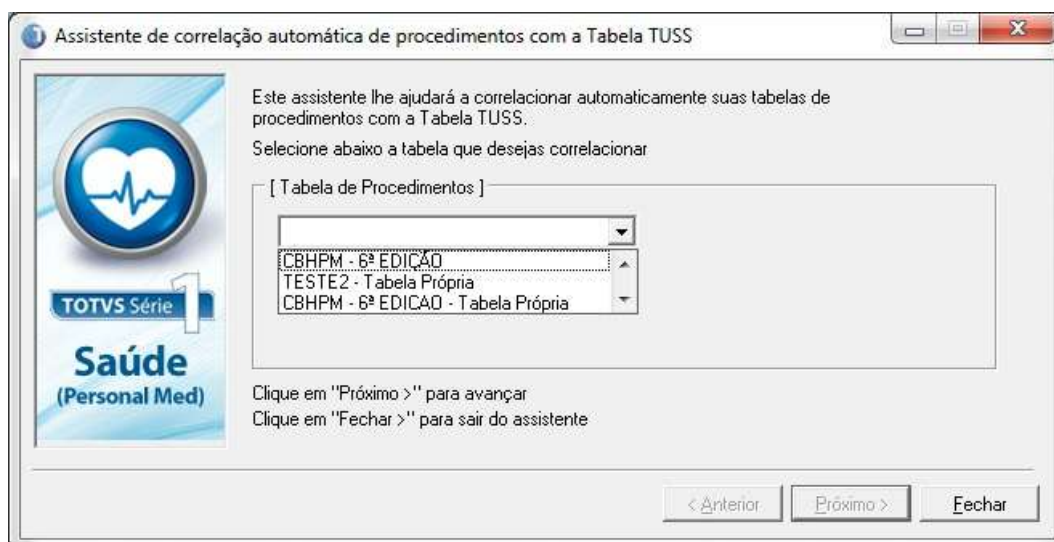 Assistente de correlação automática de procedimentos com a Tabela TUSS
Este assistente lhe ajudará a correlacionar automaticamente suas tabelas de
procedimentos com a Tabela TUSS.
Selecione abaixo a tabela que desejas correlacionar
[ Tabela de Procedimentos ]
CBHPM - 6ª EDIÇÃO
TESTE2 - Tabela Própria
CBHPM - 6ª EDICAO - Tabela Própria
TOTVS Série 1
Saúde
(Personal Med)
Clique em "Próximo >" para avançar
Clique em "Fechar >" para sair do assistente
< Anterior
Próximo >
Fechar